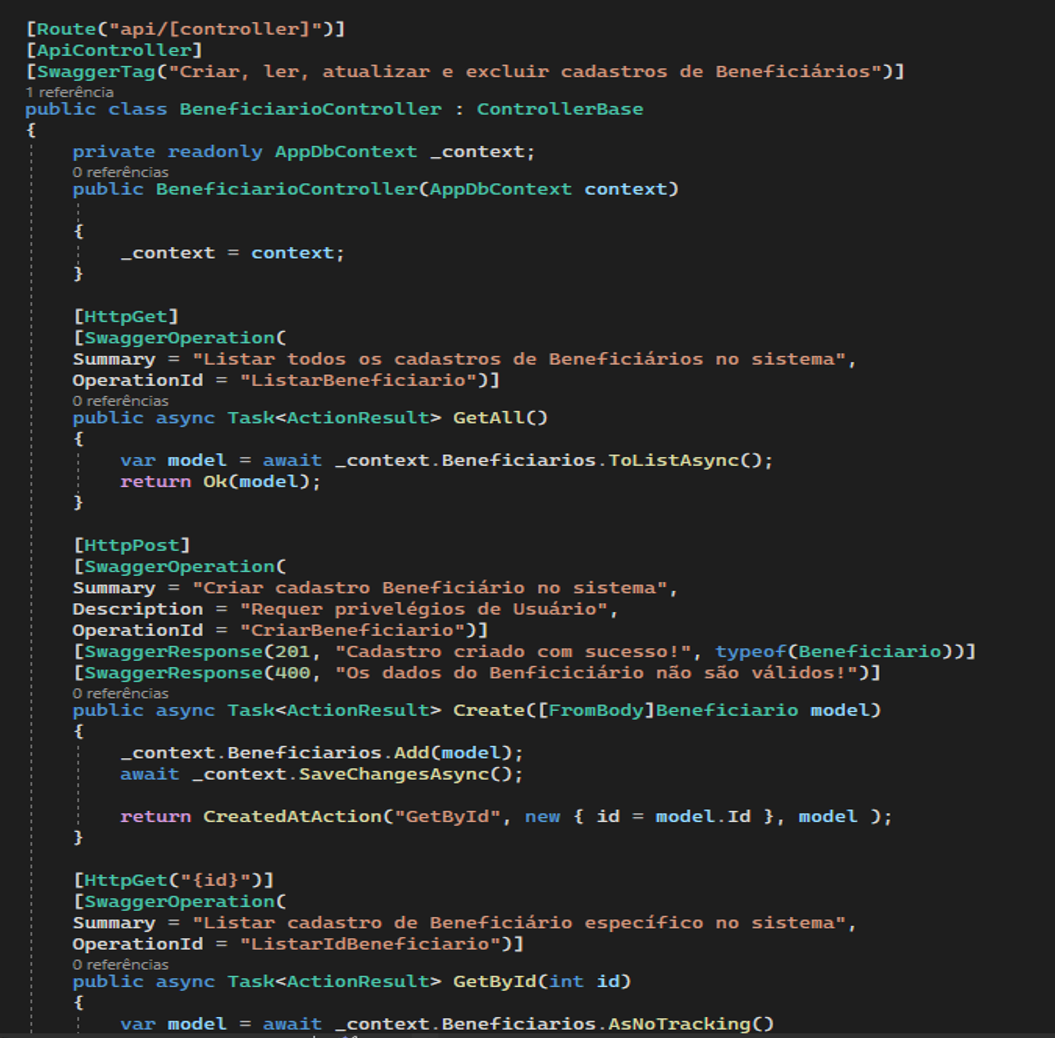 [Route("api/[controller]")]
[ApiController]
[SwaggerTag("Criar, ler, atualizar e excluir cadastros de Beneficiários")]
1 referência
public class BeneficiarioController : ControllerBase
{
private readonly AppDbContext _context;
0 referências
public BeneficiarioController(AppDbContext context)
{
_context = context;
}
[HttpGet]
[SwaggerOperation(
Summary = "Listar todos os cadastros de Beneficiários no sistema",
OperationId = "ListarBeneficiario")]
0 referências
public async Task<ActionResult> GetAll()
{
var model = await _context.Beneficiarios.ToListAsync();
return Ok(model);
}
[HttpPost]
[SwaggerOperation(
Summary = "Criar cadastro Beneficiário no sistema",
Description = "Requer privelégios de Usuário",
OperationId = "CriarBeneficiario")]
[SwaggerResponse(201, "Cadastro criado com sucesso!", typeof(Beneficiario))]
[SwaggerResponse(400, "Os dados do Benficiciário não são válidos!")]
0 referências
public async Task<ActionResult> Create([FromBody]Beneficiario model)
{
_context.Beneficiarios.Add(model);
await _context.SaveChangesAsync();
return CreatedAtAction("GetById", new { id = model.Id }, model );
}
[HttpGet("{id}")]
[SwaggerOperation(
Summary = "Listar cadastro de Beneficiário específico no sistema",
OperationId = "ListarIdBeneficiario")]
0 referências
public async Task<ActionResult> GetById(int id)
{
var model = await _context.Beneficiarios.AsNoTracking()